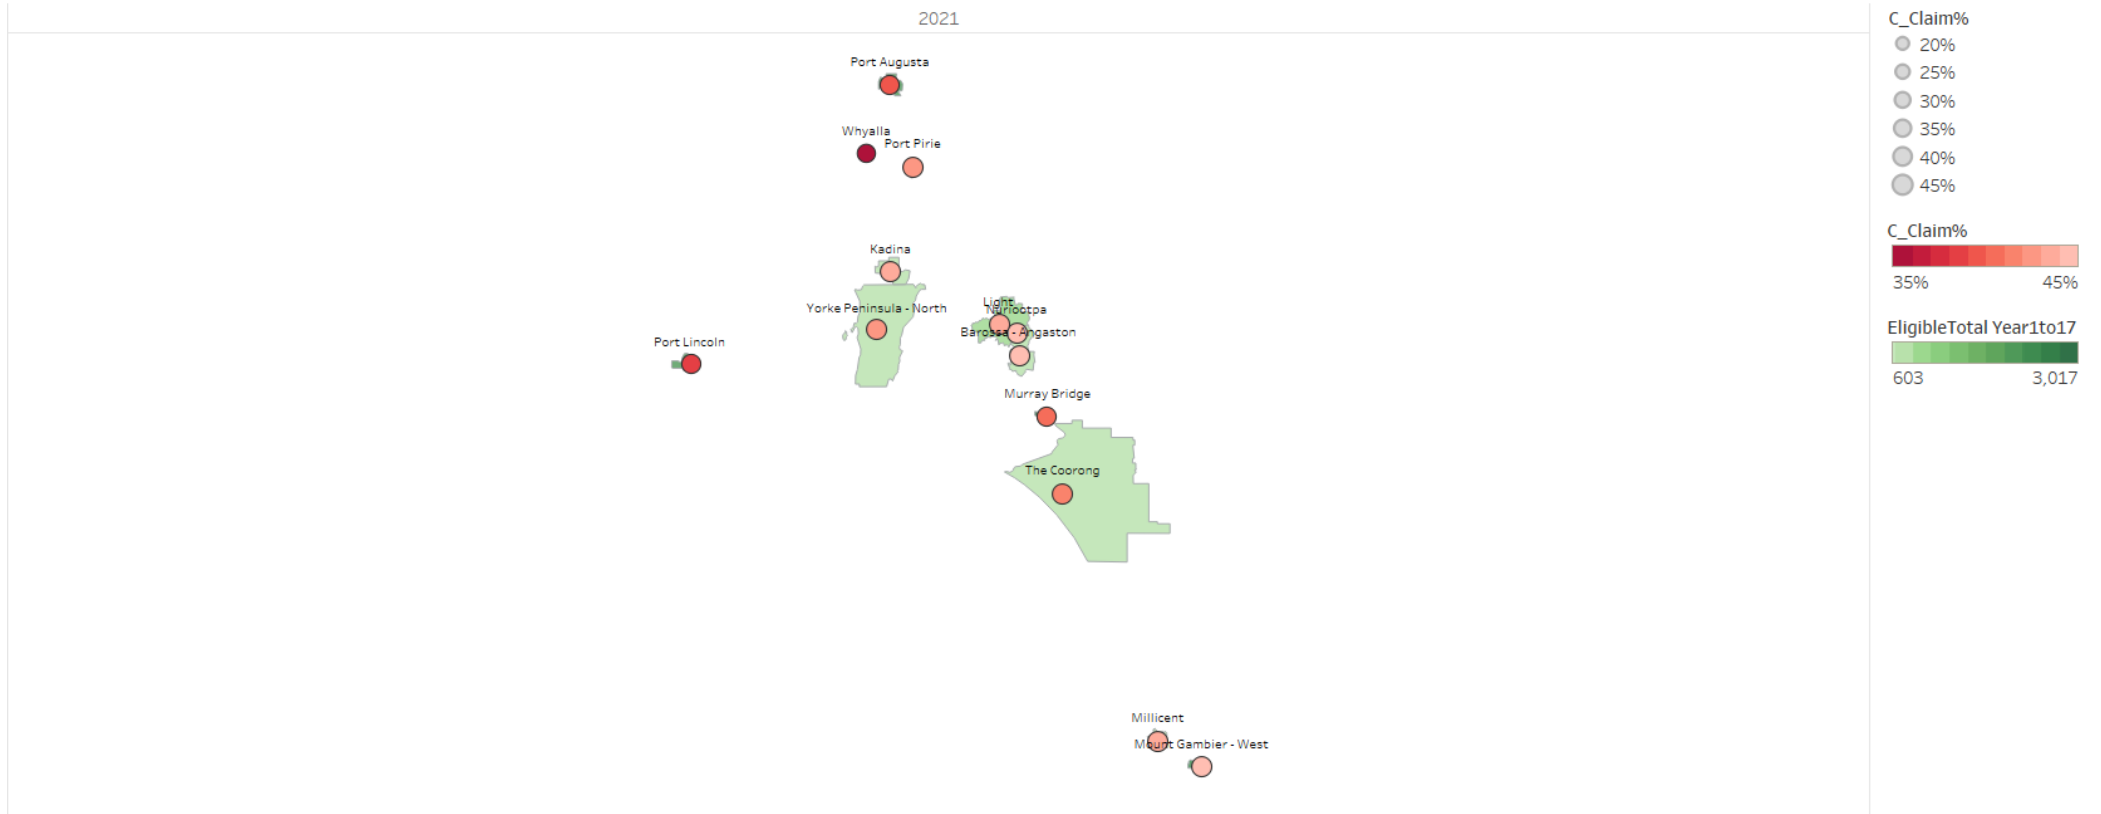 2021
Port Augusta
Whyalla
Port Pirie
Kadina
Light
Yorke Peninsula - North
Nuriootpa
Barossa - Angaston
Port Lincoln
Murray Bridge
The Coorong
Millicent
Mount Gambier - West
C_Claim%
20%
25%
30%
35%
40%
45%
C_Claim%
35% 45%
EligibleTotal Year1to17
603 3,017